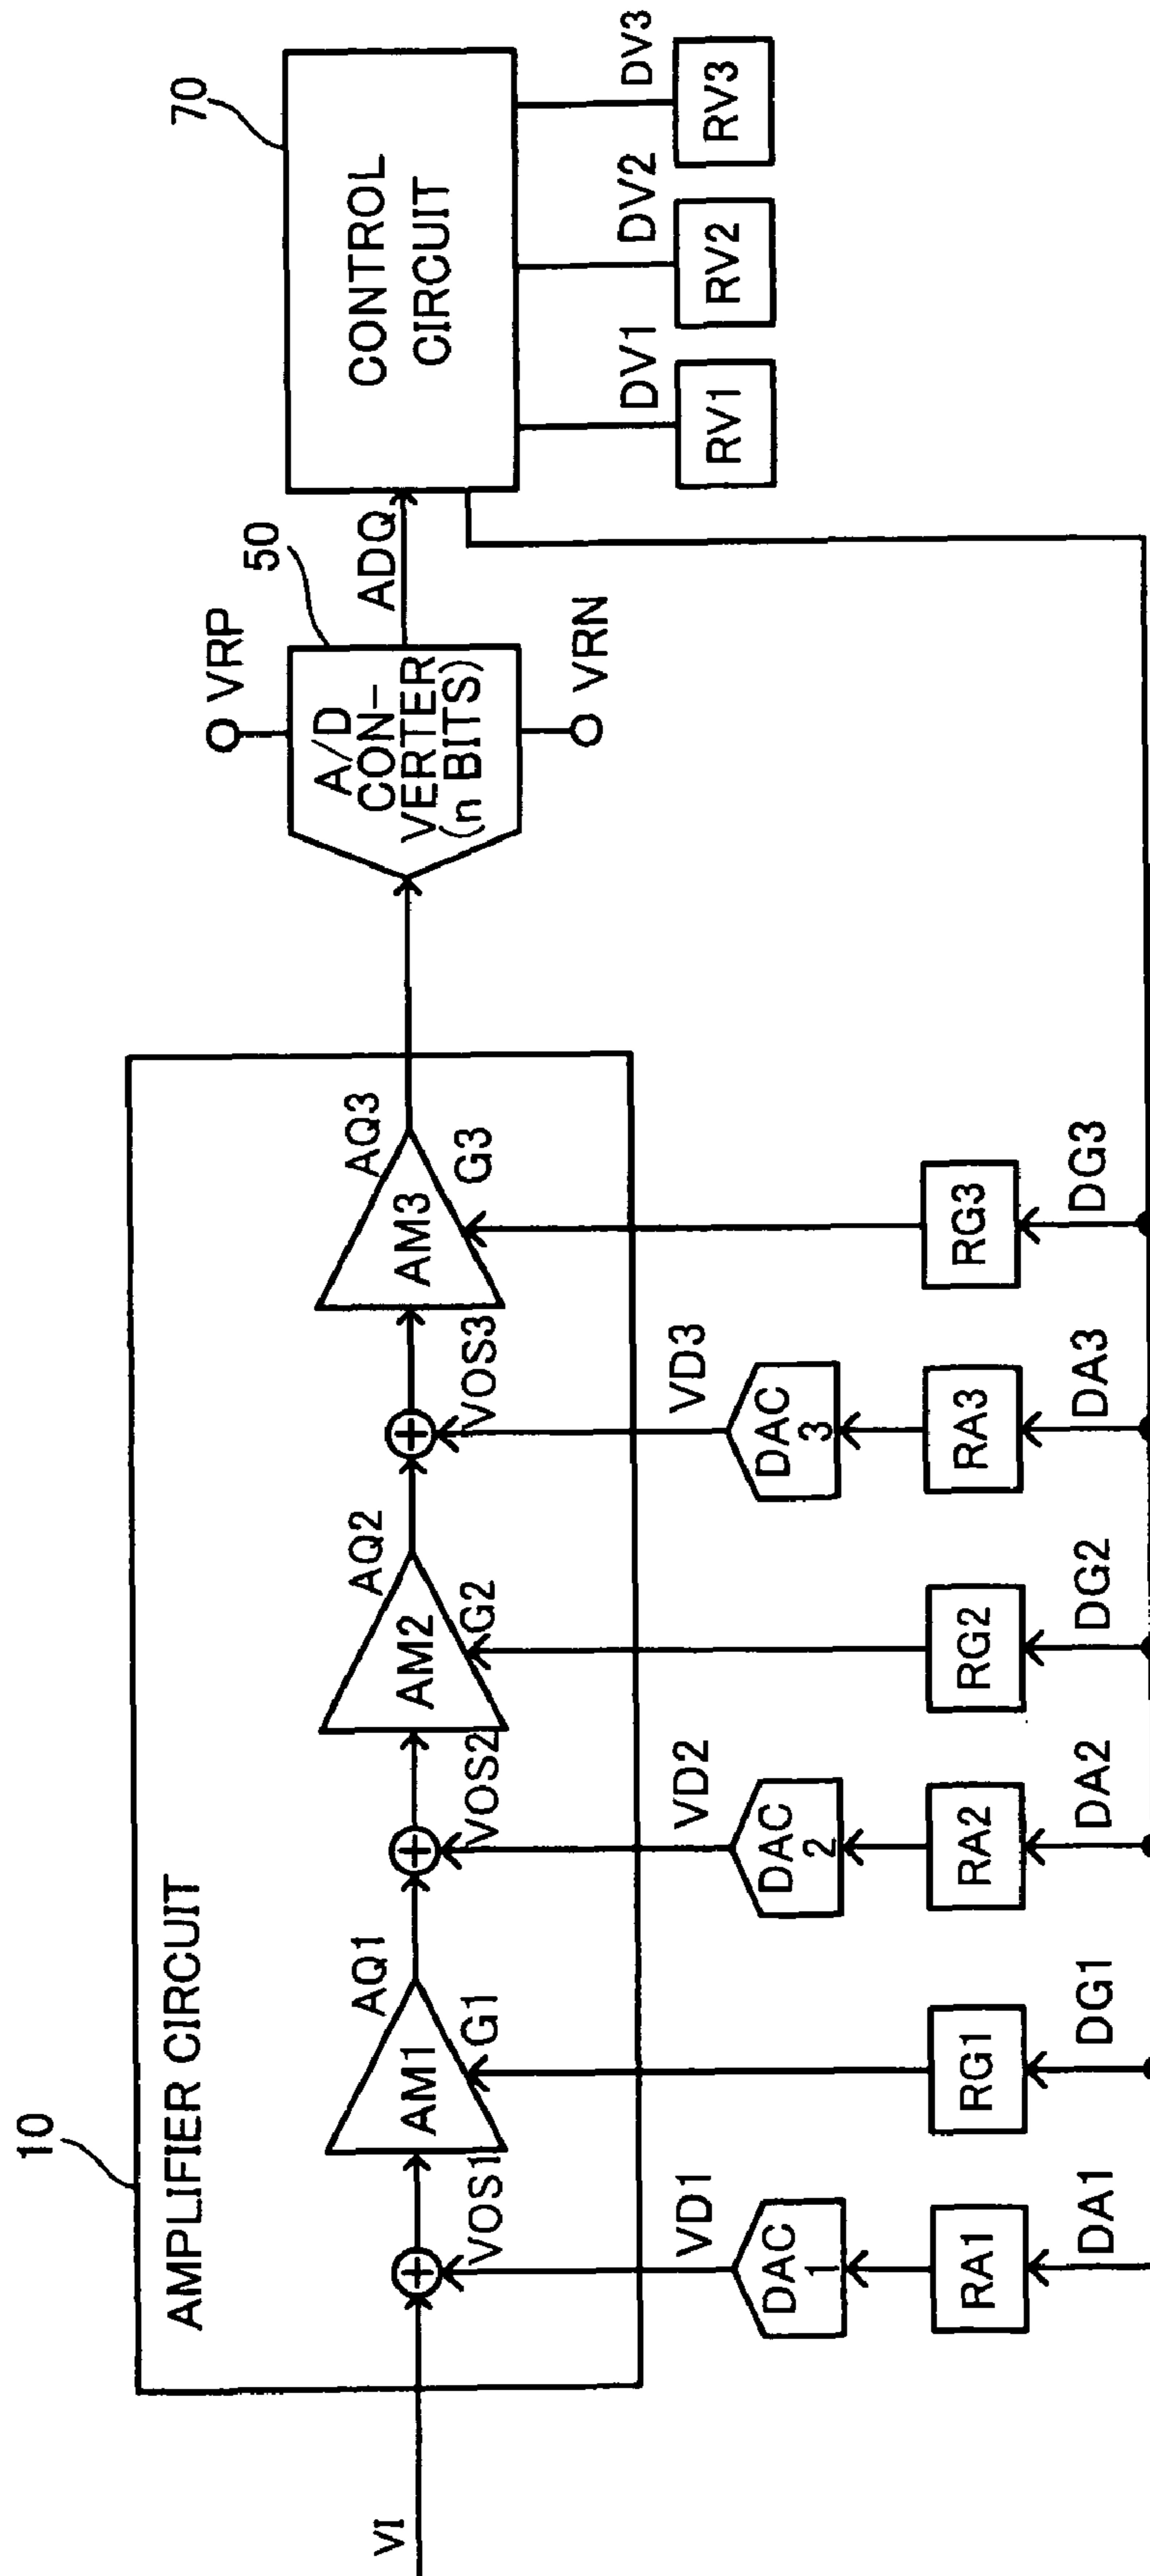 10
AMPLIFIER CIRCUIT
VI
VOS1
AM1
AQ1
G1
VOS2
AM2
AQ2
G2
VOS3
AM3
AQ3
G3
VRP
50
A/D
CON-
VERTER
(n BITS)
VRN
ADQ
70
CONTROL
CIRCUIT
DV1
DV2
DV3
RV1
RV2
RV3
VD1
VD2
VD3
DAC
1
DAC
2
DAC
3
RA1
RG1
RA2
RG2
RA3
RG3
DA1
DG1
DA2
DG2
DA3
DG3